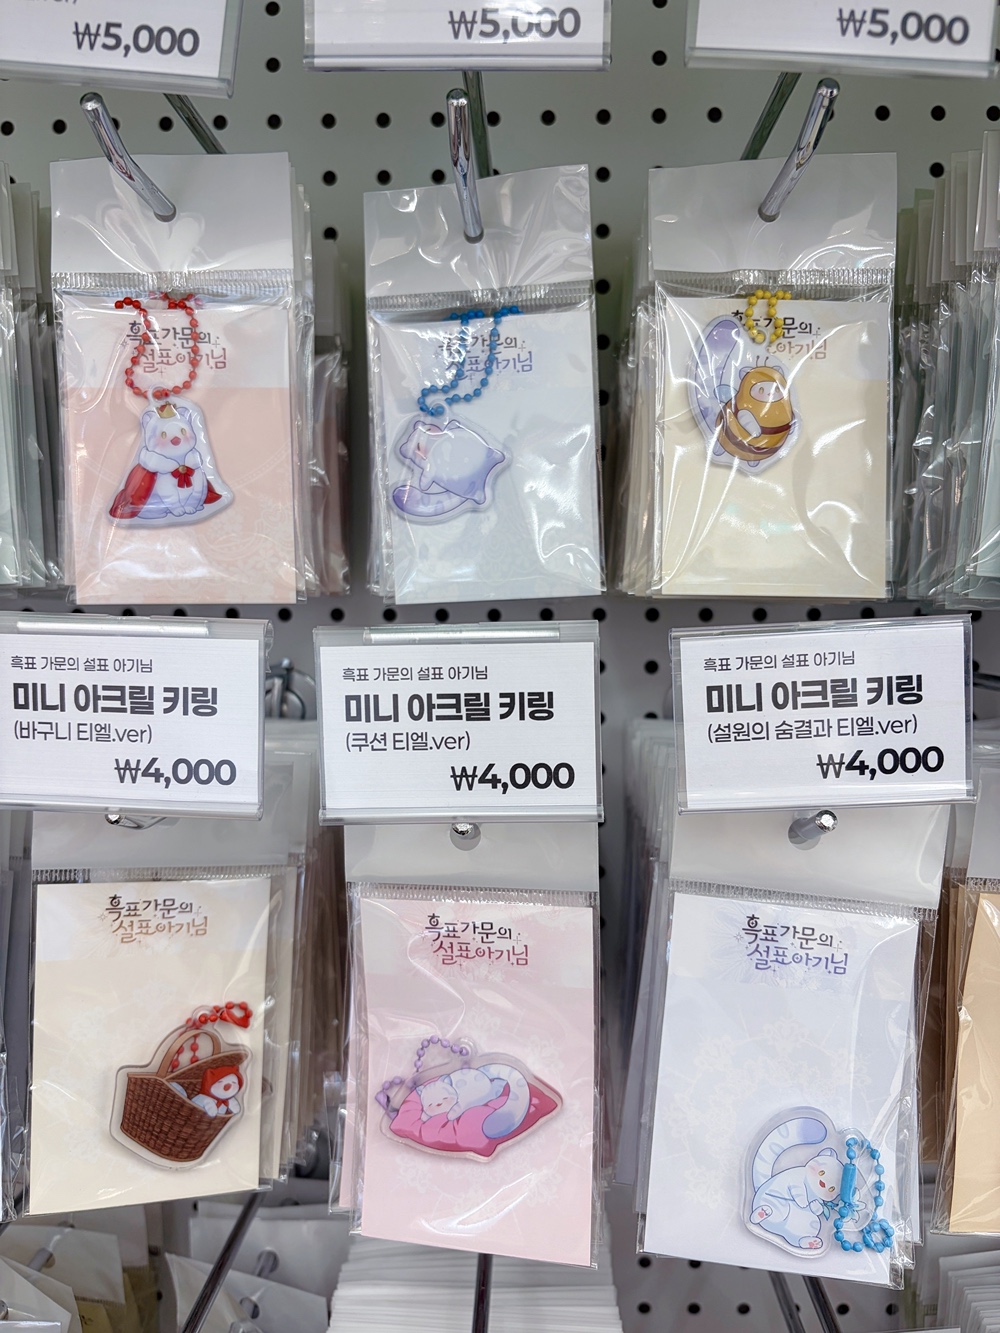 ₩5,000
₩5,000
₩5,000
흑표가문의
설표아기님
흑표가문의
설표아기님
흑표가문의
설표아기님
흑표 가문의 설표 아기님
미니 아크릴 키링
(바구니 티엘.ver)
₩4,000
흑표 가문의 설표 아기님
미니 아크릴 키링
(쿠션 티엘.ver)
₩4,000
흑표 가문의 설표 아기님
미니 아크릴 키링
(설원의 숨결과 티엘.ver)
₩4,000
흑표가문의
설표아기님
흑표가문의
설표아기님
흑표가문의
설표아기님